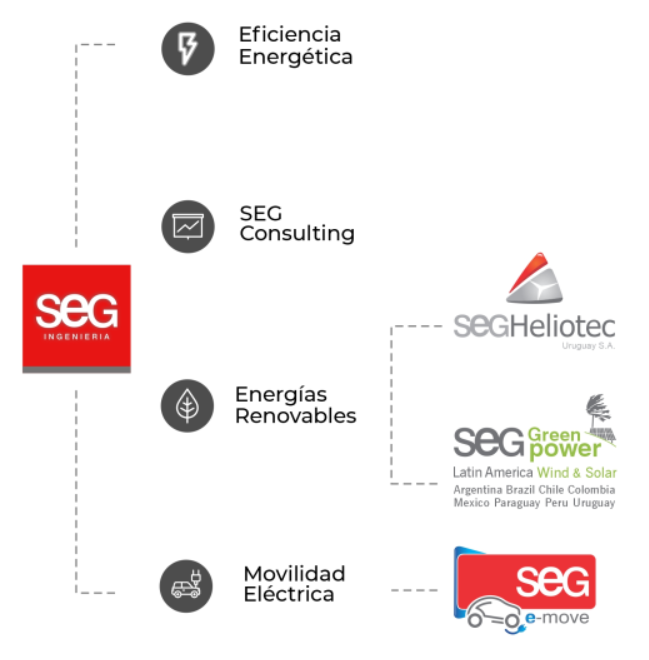 Eficiencia
Energética
SEG
Consulting
SEG
INGENIERIA
SEGHeliotec
Uruguay S.A.
Energías
Renovables
SEG Green
power
Latin America Wind & Solar
Argentina Brazil Chile Colombia
Mexico Paraguay Peru Uruguay
Movilidad
Eléctrica
SEG
e-move